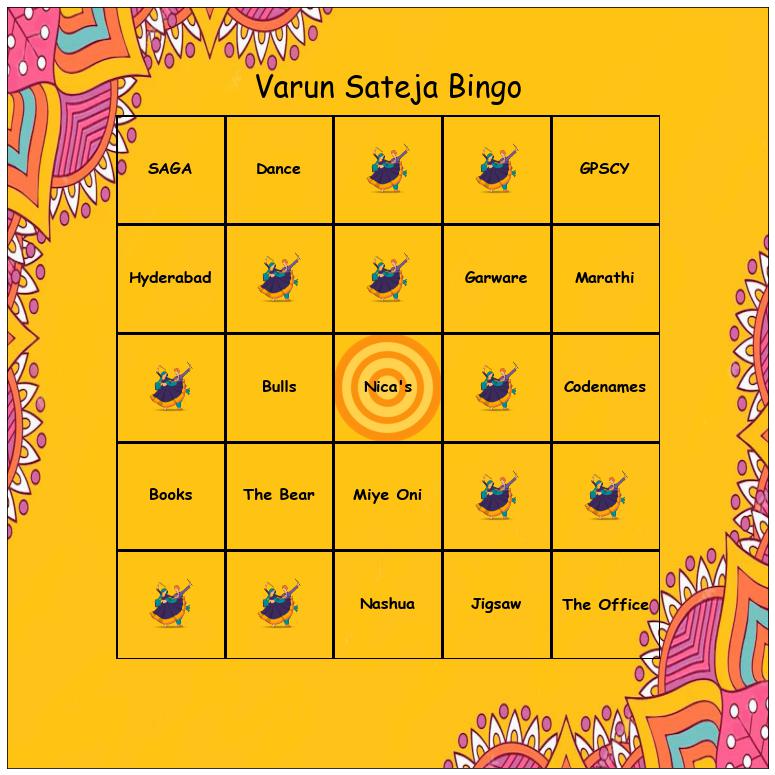 Varun Sateja Bingo
SAGA
Dance
GPSCY
Hyderabad
Garware
Marathi
Bulls
Nica's
Codenames
Books
The Bear
Miye Oni
Nashua
Jigsaw
The Office